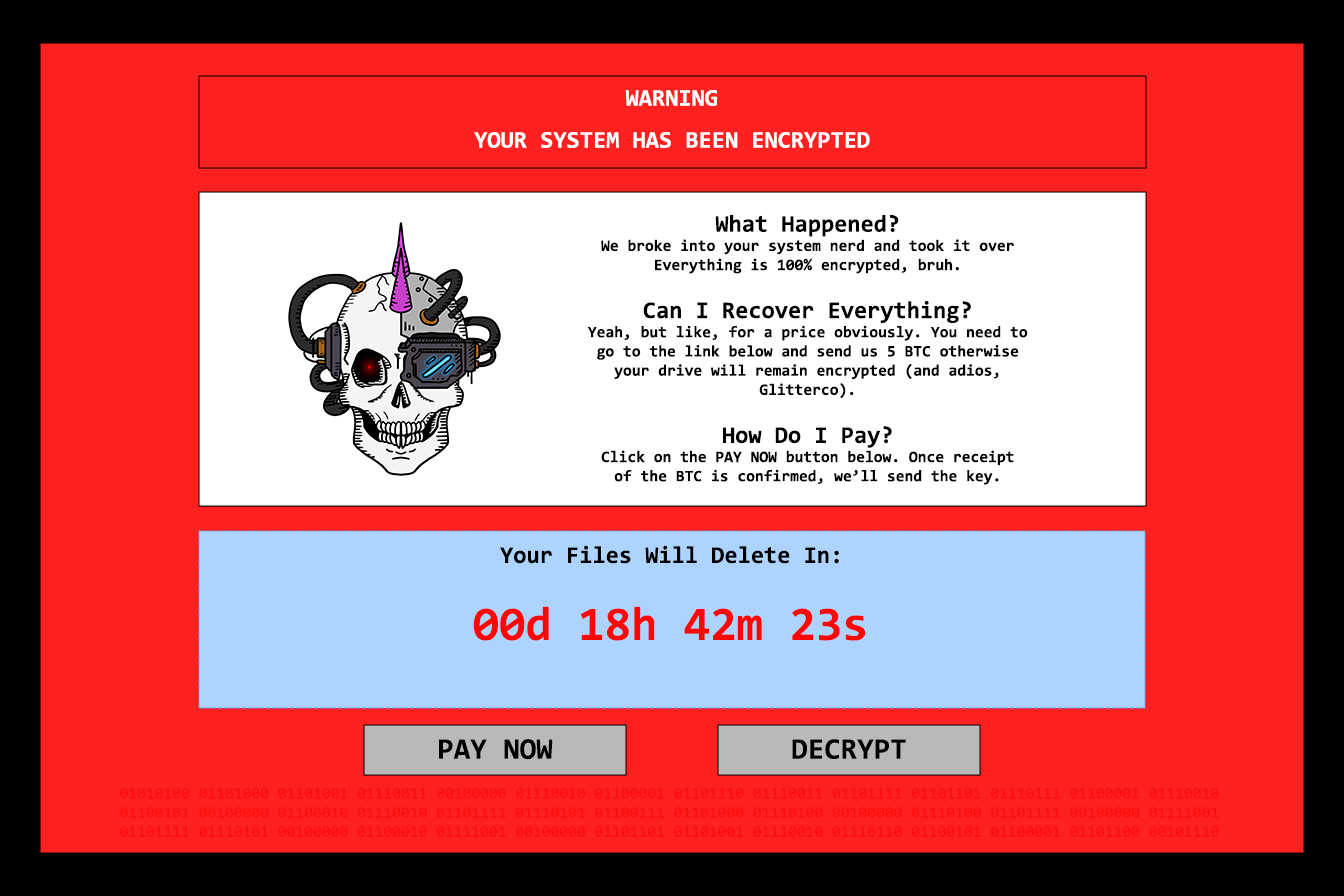 WARNING
YOUR SYSTEM HAS BEEN ENCRYPTED
What Happened?
We broke into your system nerd and took it over
Everything is 100% encrypted, bruh.
Can I Recover Everything?
Yeah, but like, for a price obviously. You need to
go to the link below and send us 5 BTC otherwise
your drive will remain encrypted (and adios,
Glitterco).
How Do I Pay?
Click on the PAY NOW button below. Once receipt
of the BTC is confirmed, we’ll send the key.
Your Files Will Delete In:
00d 18h 42m 23s
PAY NOW
DECRYPT
01010100 01101000 01101001 01110011 00100000 01110010 01100001 01101110 01110011 01101111 01101101 01110111 01100001 01110010
01100101 00100000 01100010 01110010 01101111 01110101 01100111 01101000 01110100 00100000 01110100 01101111 00100000 01111001
01101111 01110101 00100000 01100010 01111001 00100000 01101101 01101001 01110010 01110110 01100101 01100001 01101100 00101110